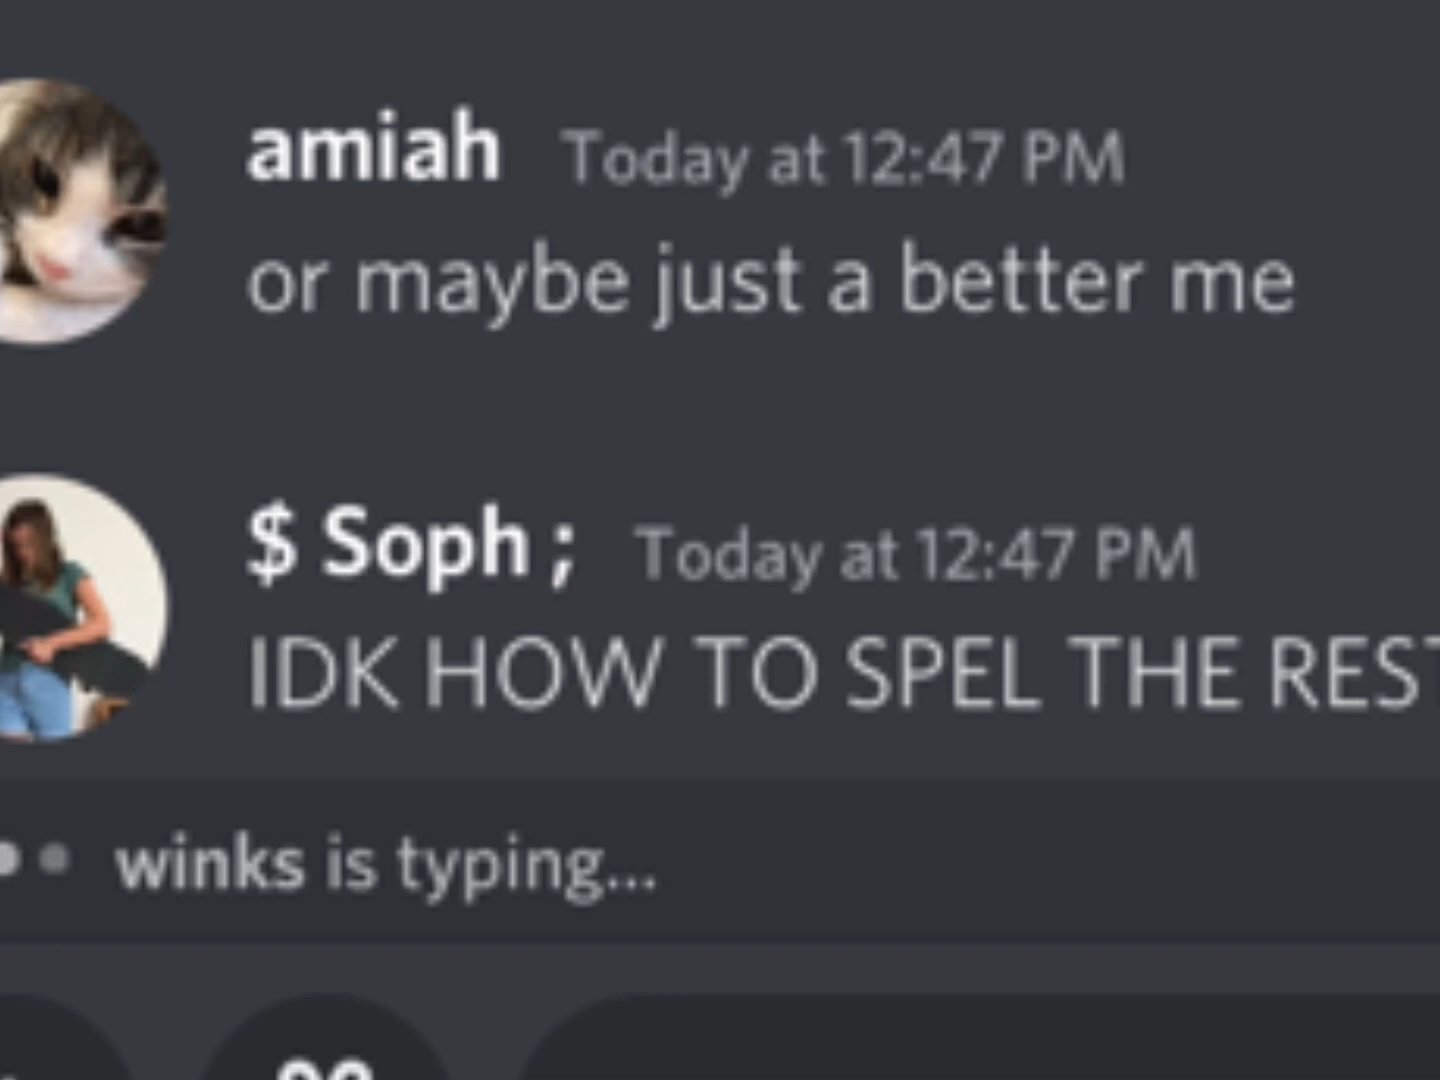 amiah Today at 12:47 PM
or maybe just a better me
$ Soph ; Today at 12:47 PM
IDK HOW TO SPEL THE REST
winks is typing...